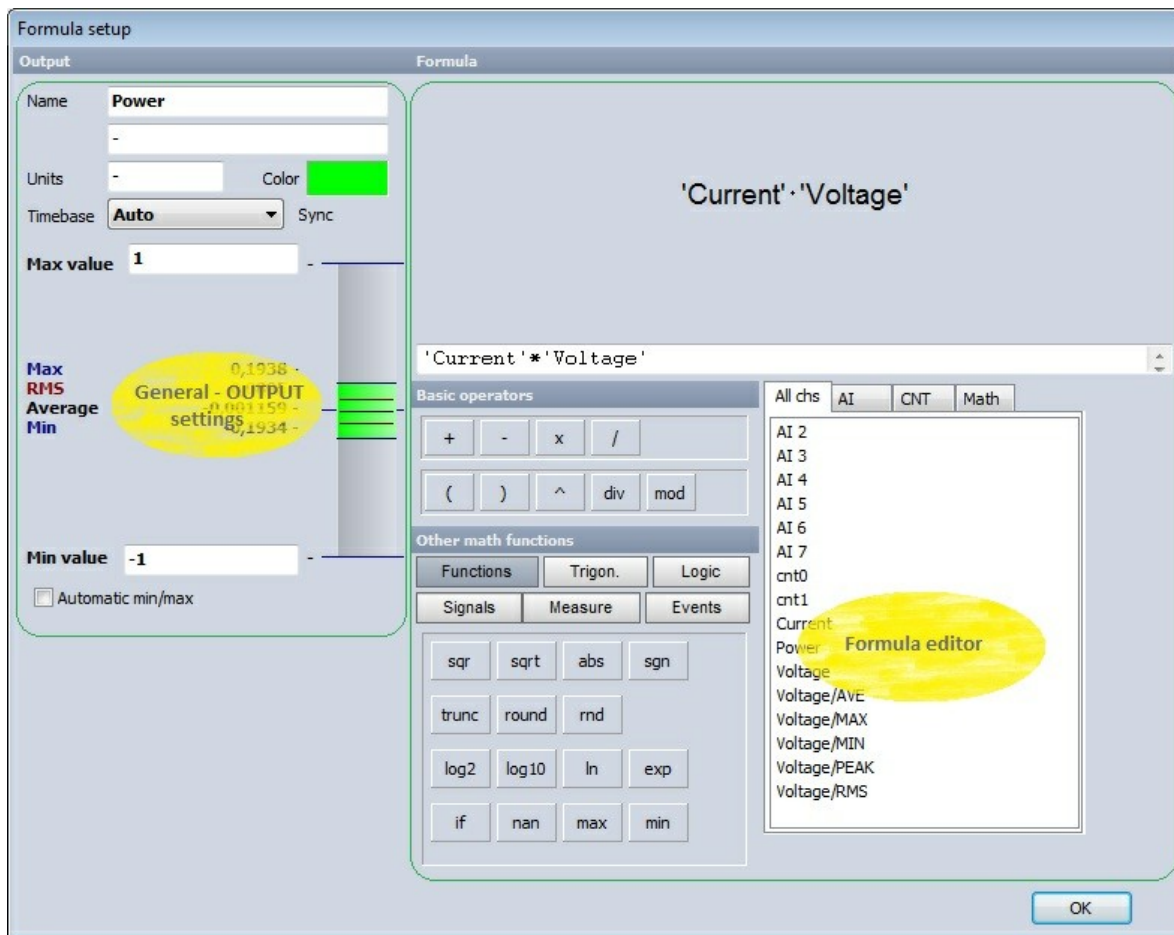 Formula setup
Output
Name Power
-
Units - Color
Timebase Auto Sync
Max value 1 -
Max 0,1938 -
RMS
Average -0,001159 -
Min -0,1934 -
General - OUTPUT
settings
Min value -1 -
Automatic min/max
Formula
'Current'·'Voltage'
'Current'*'Voltage'
Basic operators
+ - x /
( ) ^ div mod
Other math functions
Functions Trigon. Logic
Signals Measure Events
sqr sqrt abs sgn
trunc round rnd
log2 log10 ln exp
if nan max min
All chs AI CNT Math
AI 2
AI 3
AI 4
AI 5
AI 6
AI 7
cnt0
cnt1
Current
Power
Voltage
Voltage/AVE
Voltage/MAX
Voltage/MIN
Voltage/PEAK
Voltage/RMS
Formula editor
OK